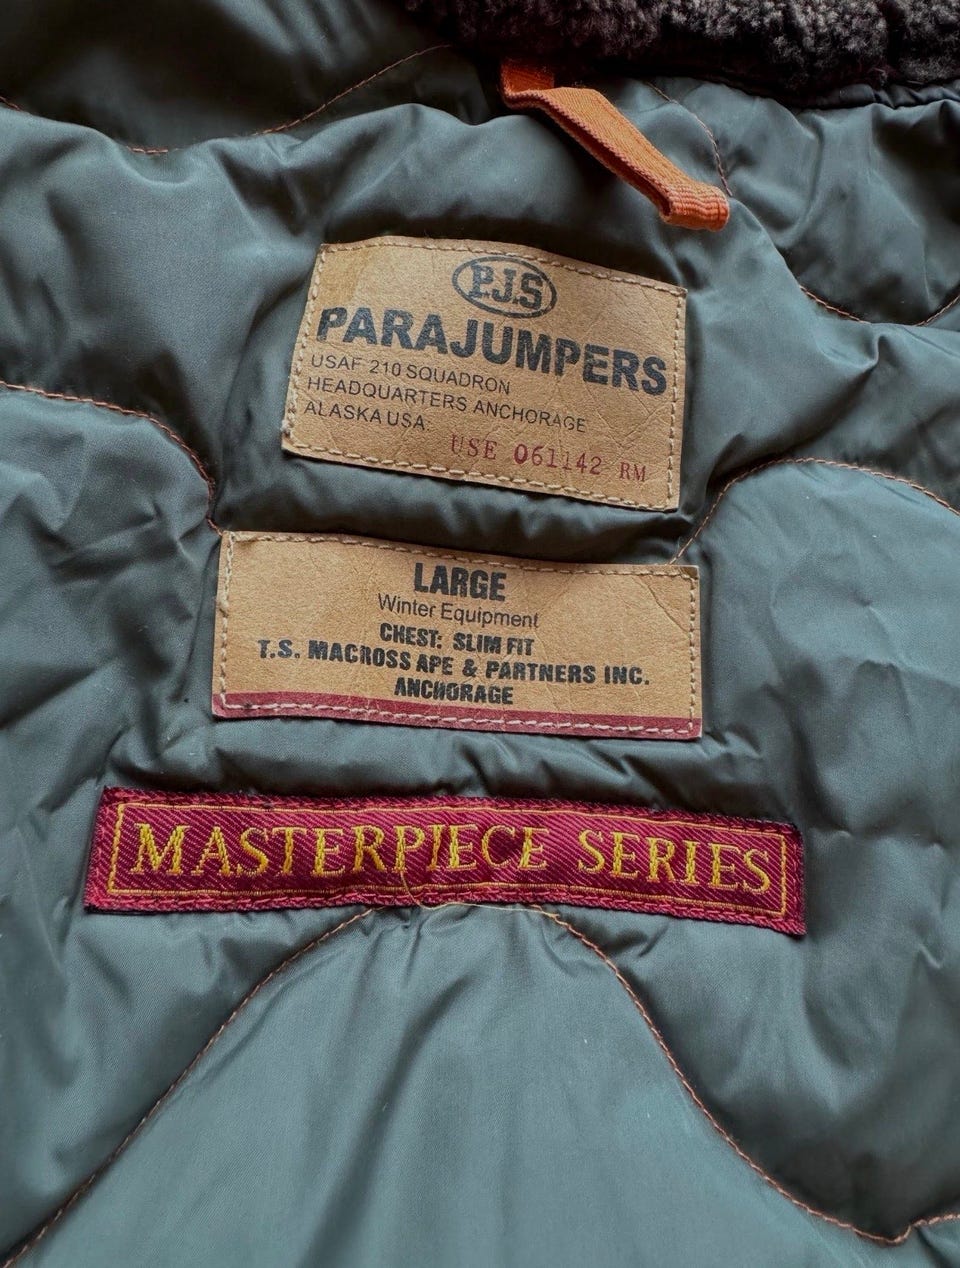 P.J.S
PARAJUMPERS
USAF 210 SQUADRON
HEADQUARTERS ANCHORAGE
ALASKA USA
USE 061142 RM
LARGE
Winter Equipment
CHEST: SLIM FIT
T.S. MACROSS APE & PARTNERS INC.
ANCHORAGE
MASTERPIECE SERIES